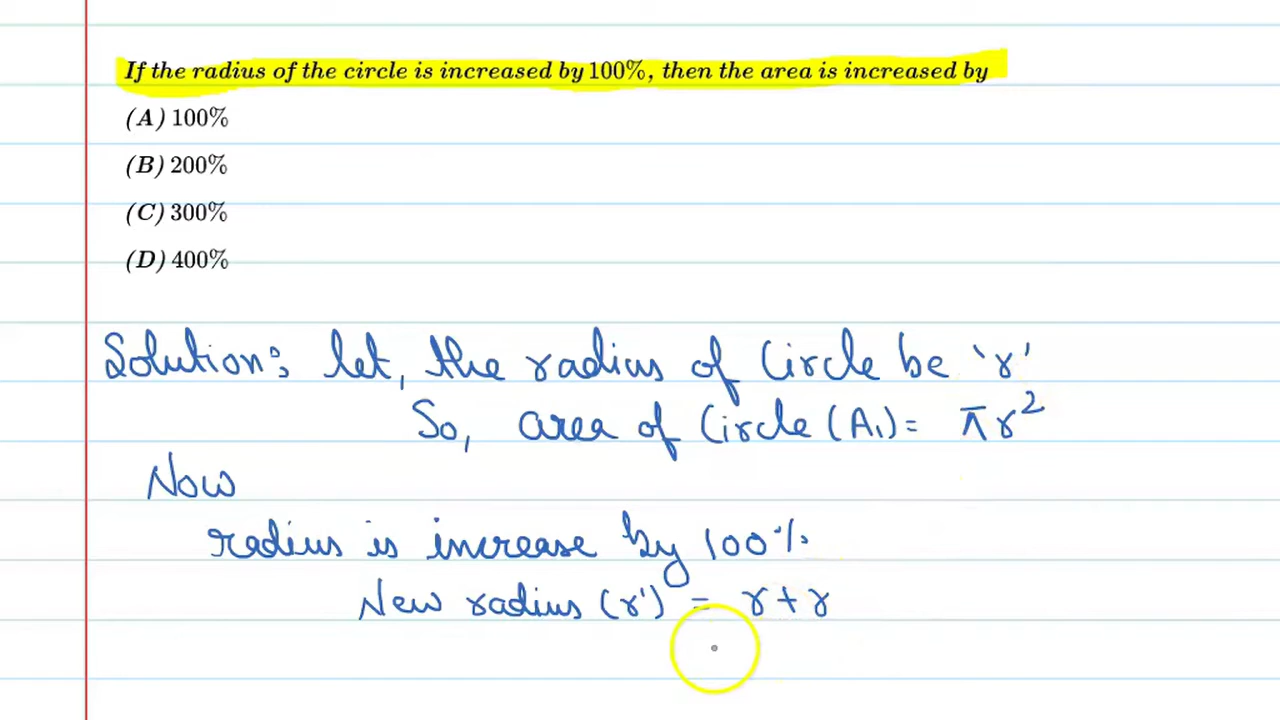 If the radius of the circle is increased by 100%, then the area is increased by
(A) 100%
(B) 200%
(C) 300%
(D) 400%
Solution: let, the radius of Circle be 'r'
So, area of Circle (A₁) = πr²
Now
radius is increase by 100%
New radius (r') = r + r